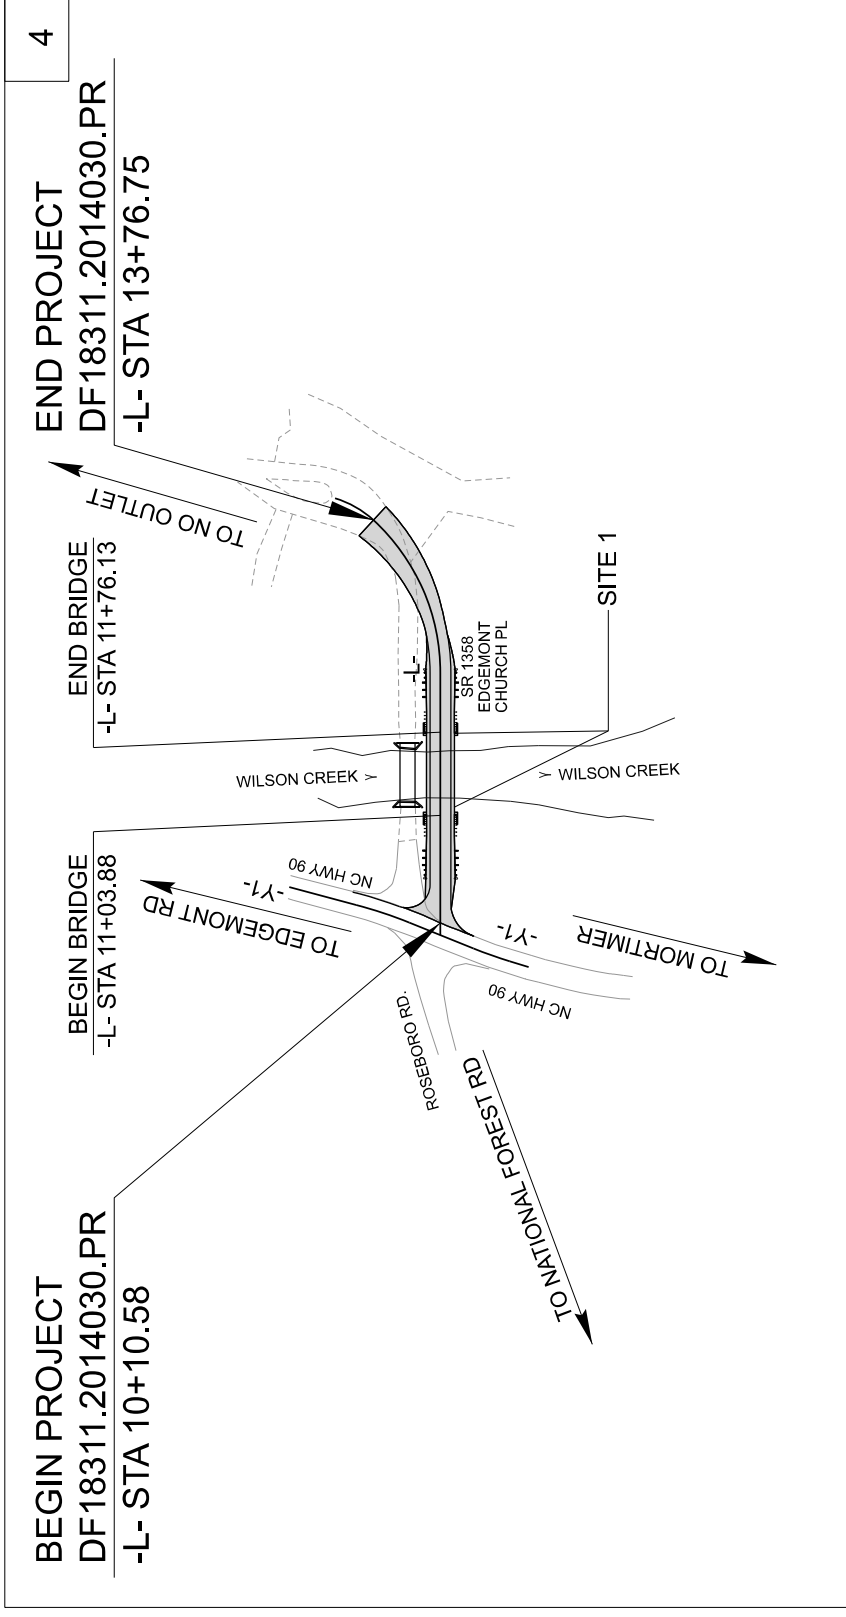 4
BEGIN PROJECT
DF18311.2014030.PR
-L- STA 10+10.58
END PROJECT
DF18311.2014030.PR
-L- STA 13+76.75
BEGIN BRIDGE
-L- STA 11+03.88
END BRIDGE
-L- STA 11+76.13
TO NO OUTLET
TO EDGEMONT RD
-Y1-
NC HWY 90
WILSON CREEK
-L-
SR 1358
EDGEMONT
CHURCH PL
ROSEBORO RD.
-Y1-
NC HWY 90
WILSON CREEK
SITE 1
TO NATIONAL FOREST RD
TO MORTIMER